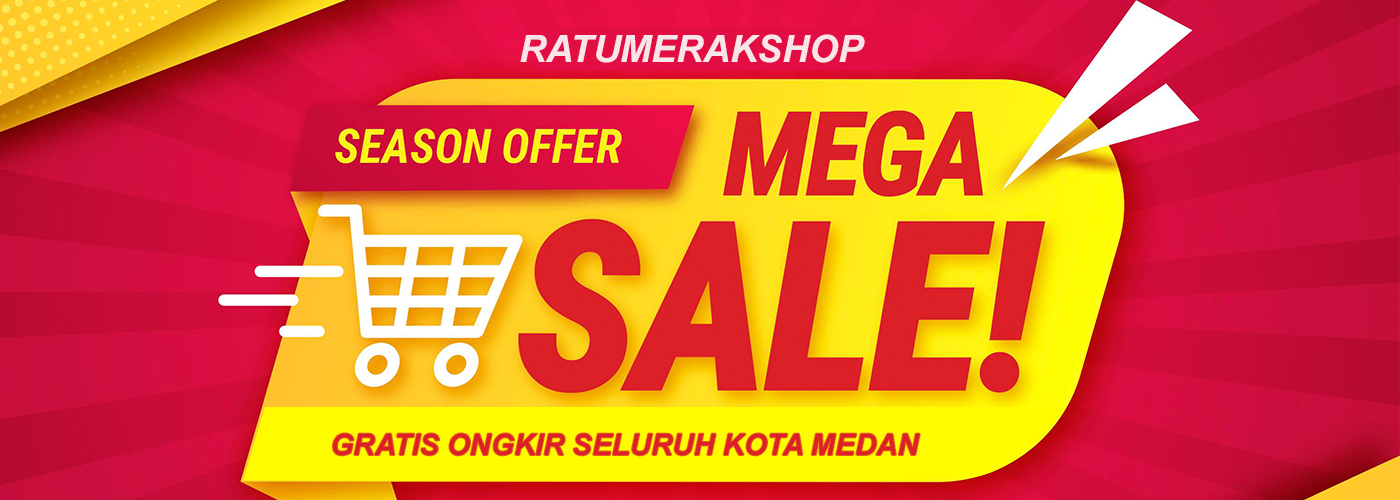 RATUMERAKSHOP
SEASON OFFER
MEGA
SALE!
GRATIS ONGKIR SELURUH KOTA MEDAN